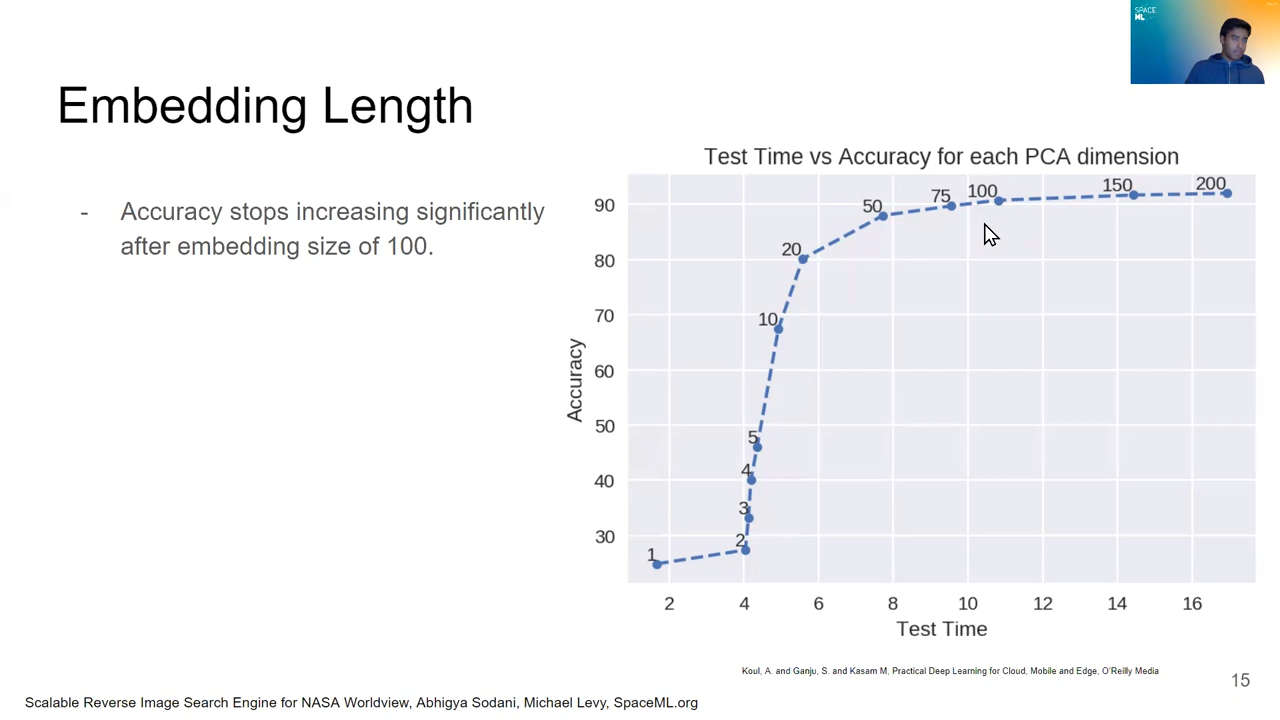 SPACE
ML
Embedding Length
- Accuracy stops increasing significantly
after embedding size of 100.
Test Time vs Accuracy for each PCA dimension
Accuracy
90
80
70
60
50
40
30
1
2
3
4
5
10
20
50
75
100
150
200
2 4 6 8 10 12 14 16
Test Time
Koul, A. and Ganju, S. and Kasam M, Practical Deep Learning for Cloud, Mobile and Edge, O'Reilly Media
15
Scalable Reverse Image Search Engine for NASA Worldview, Abhigya Sodani, Michael Levy, SpaceML.org